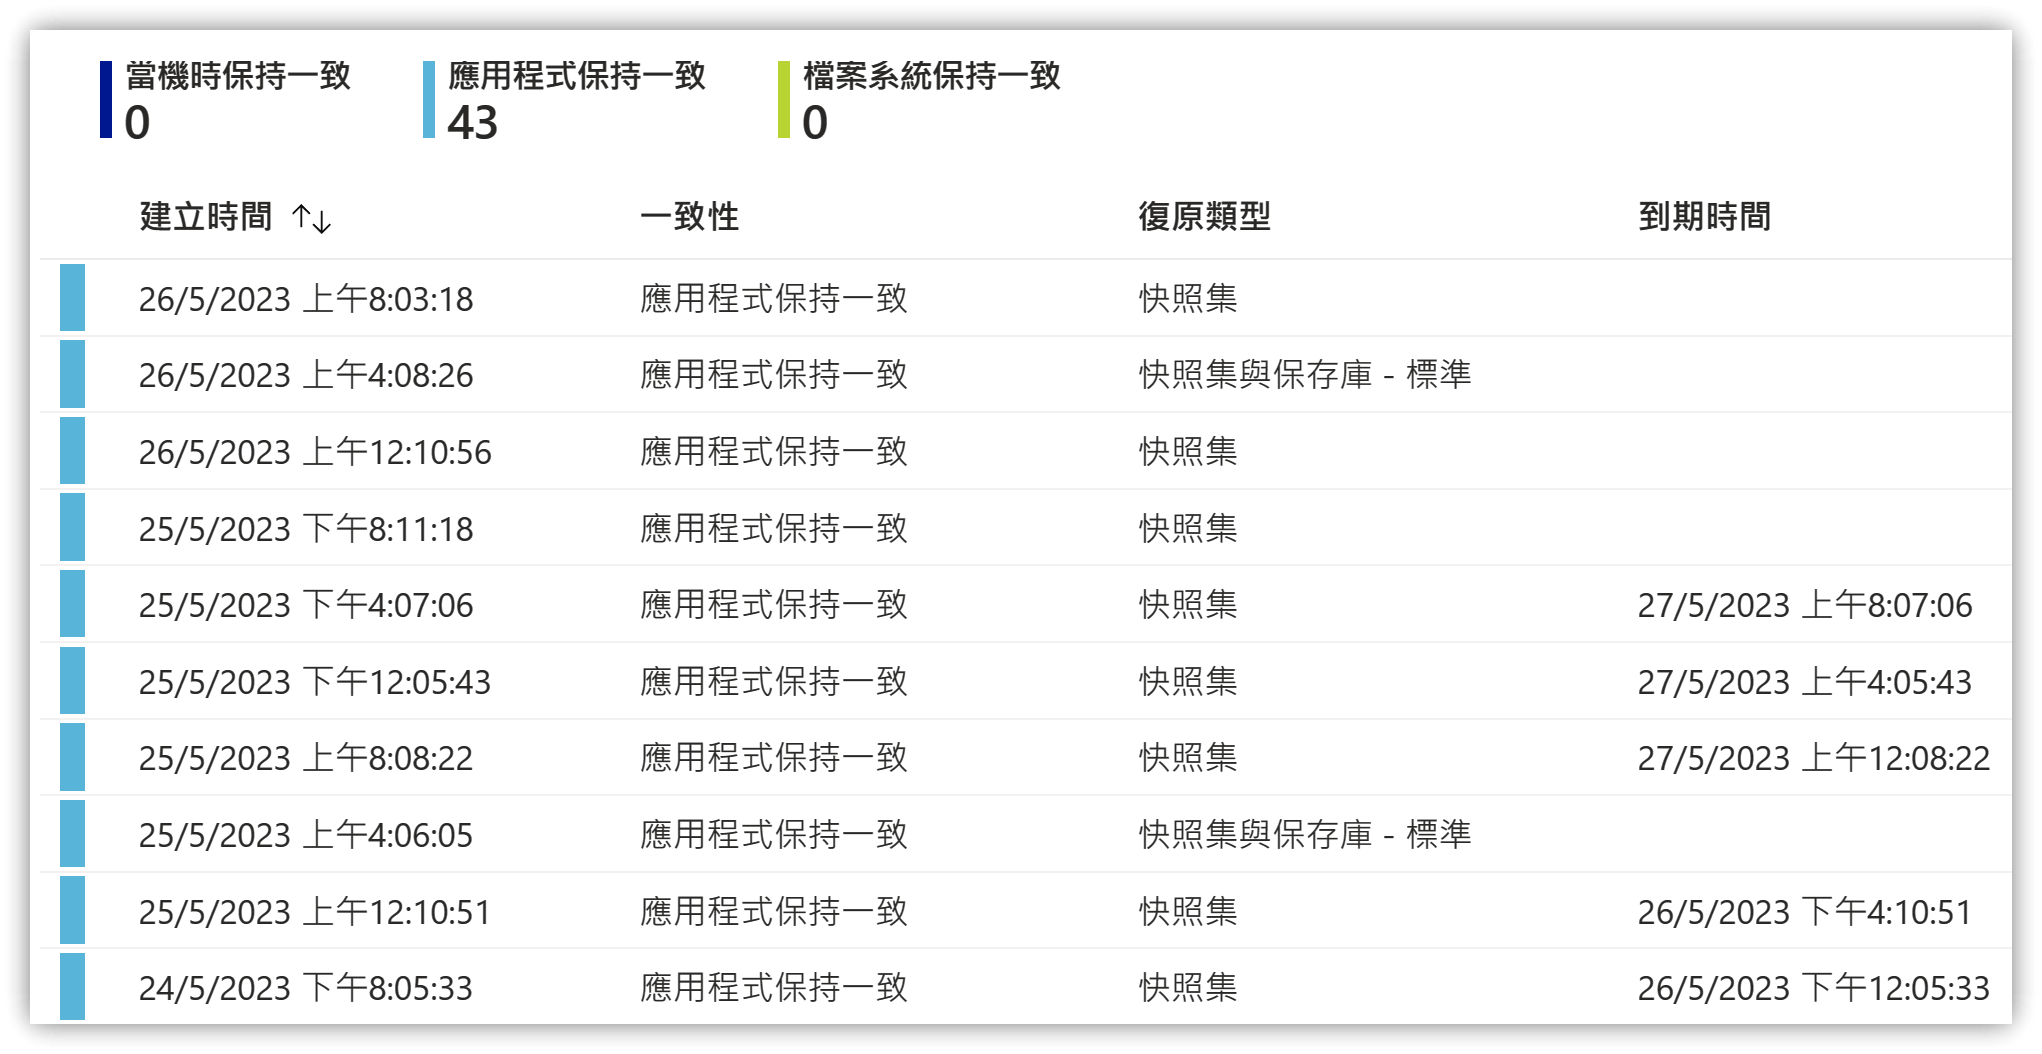 當機時保持一致 應用程式保持一致 檔案系統保持一致
0 43 0
建立時間 ↑↓ 一致性 復原類型 到期時間
26/5/2023 上午8:03:18 應用程式保持一致 快照集
26/5/2023 上午4:08:26 應用程式保持一致 快照集與保存庫 - 標準
26/5/2023 上午12:10:56 應用程式保持一致 快照集
25/5/2023 下午8:11:18 應用程式保持一致 快照集
25/5/2023 下午4:07:06 應用程式保持一致 快照集 27/5/2023 上午8:07:06
25/5/2023 下午12:05:43 應用程式保持一致 快照集 27/5/2023 上午4:05:43
25/5/2023 上午8:08:22 應用程式保持一致 快照集 27/5/2023 上午12:08:22
25/5/2023 上午4:06:05 應用程式保持一致 快照集與保存庫 - 標準
25/5/2023 上午12:10:51 應用程式保持一致 快照集 26/5/2023 下午4:10:51
24/5/2023 下午8:05:33 應用程式保持一致 快照集 26/5/2023 下午12:05:33